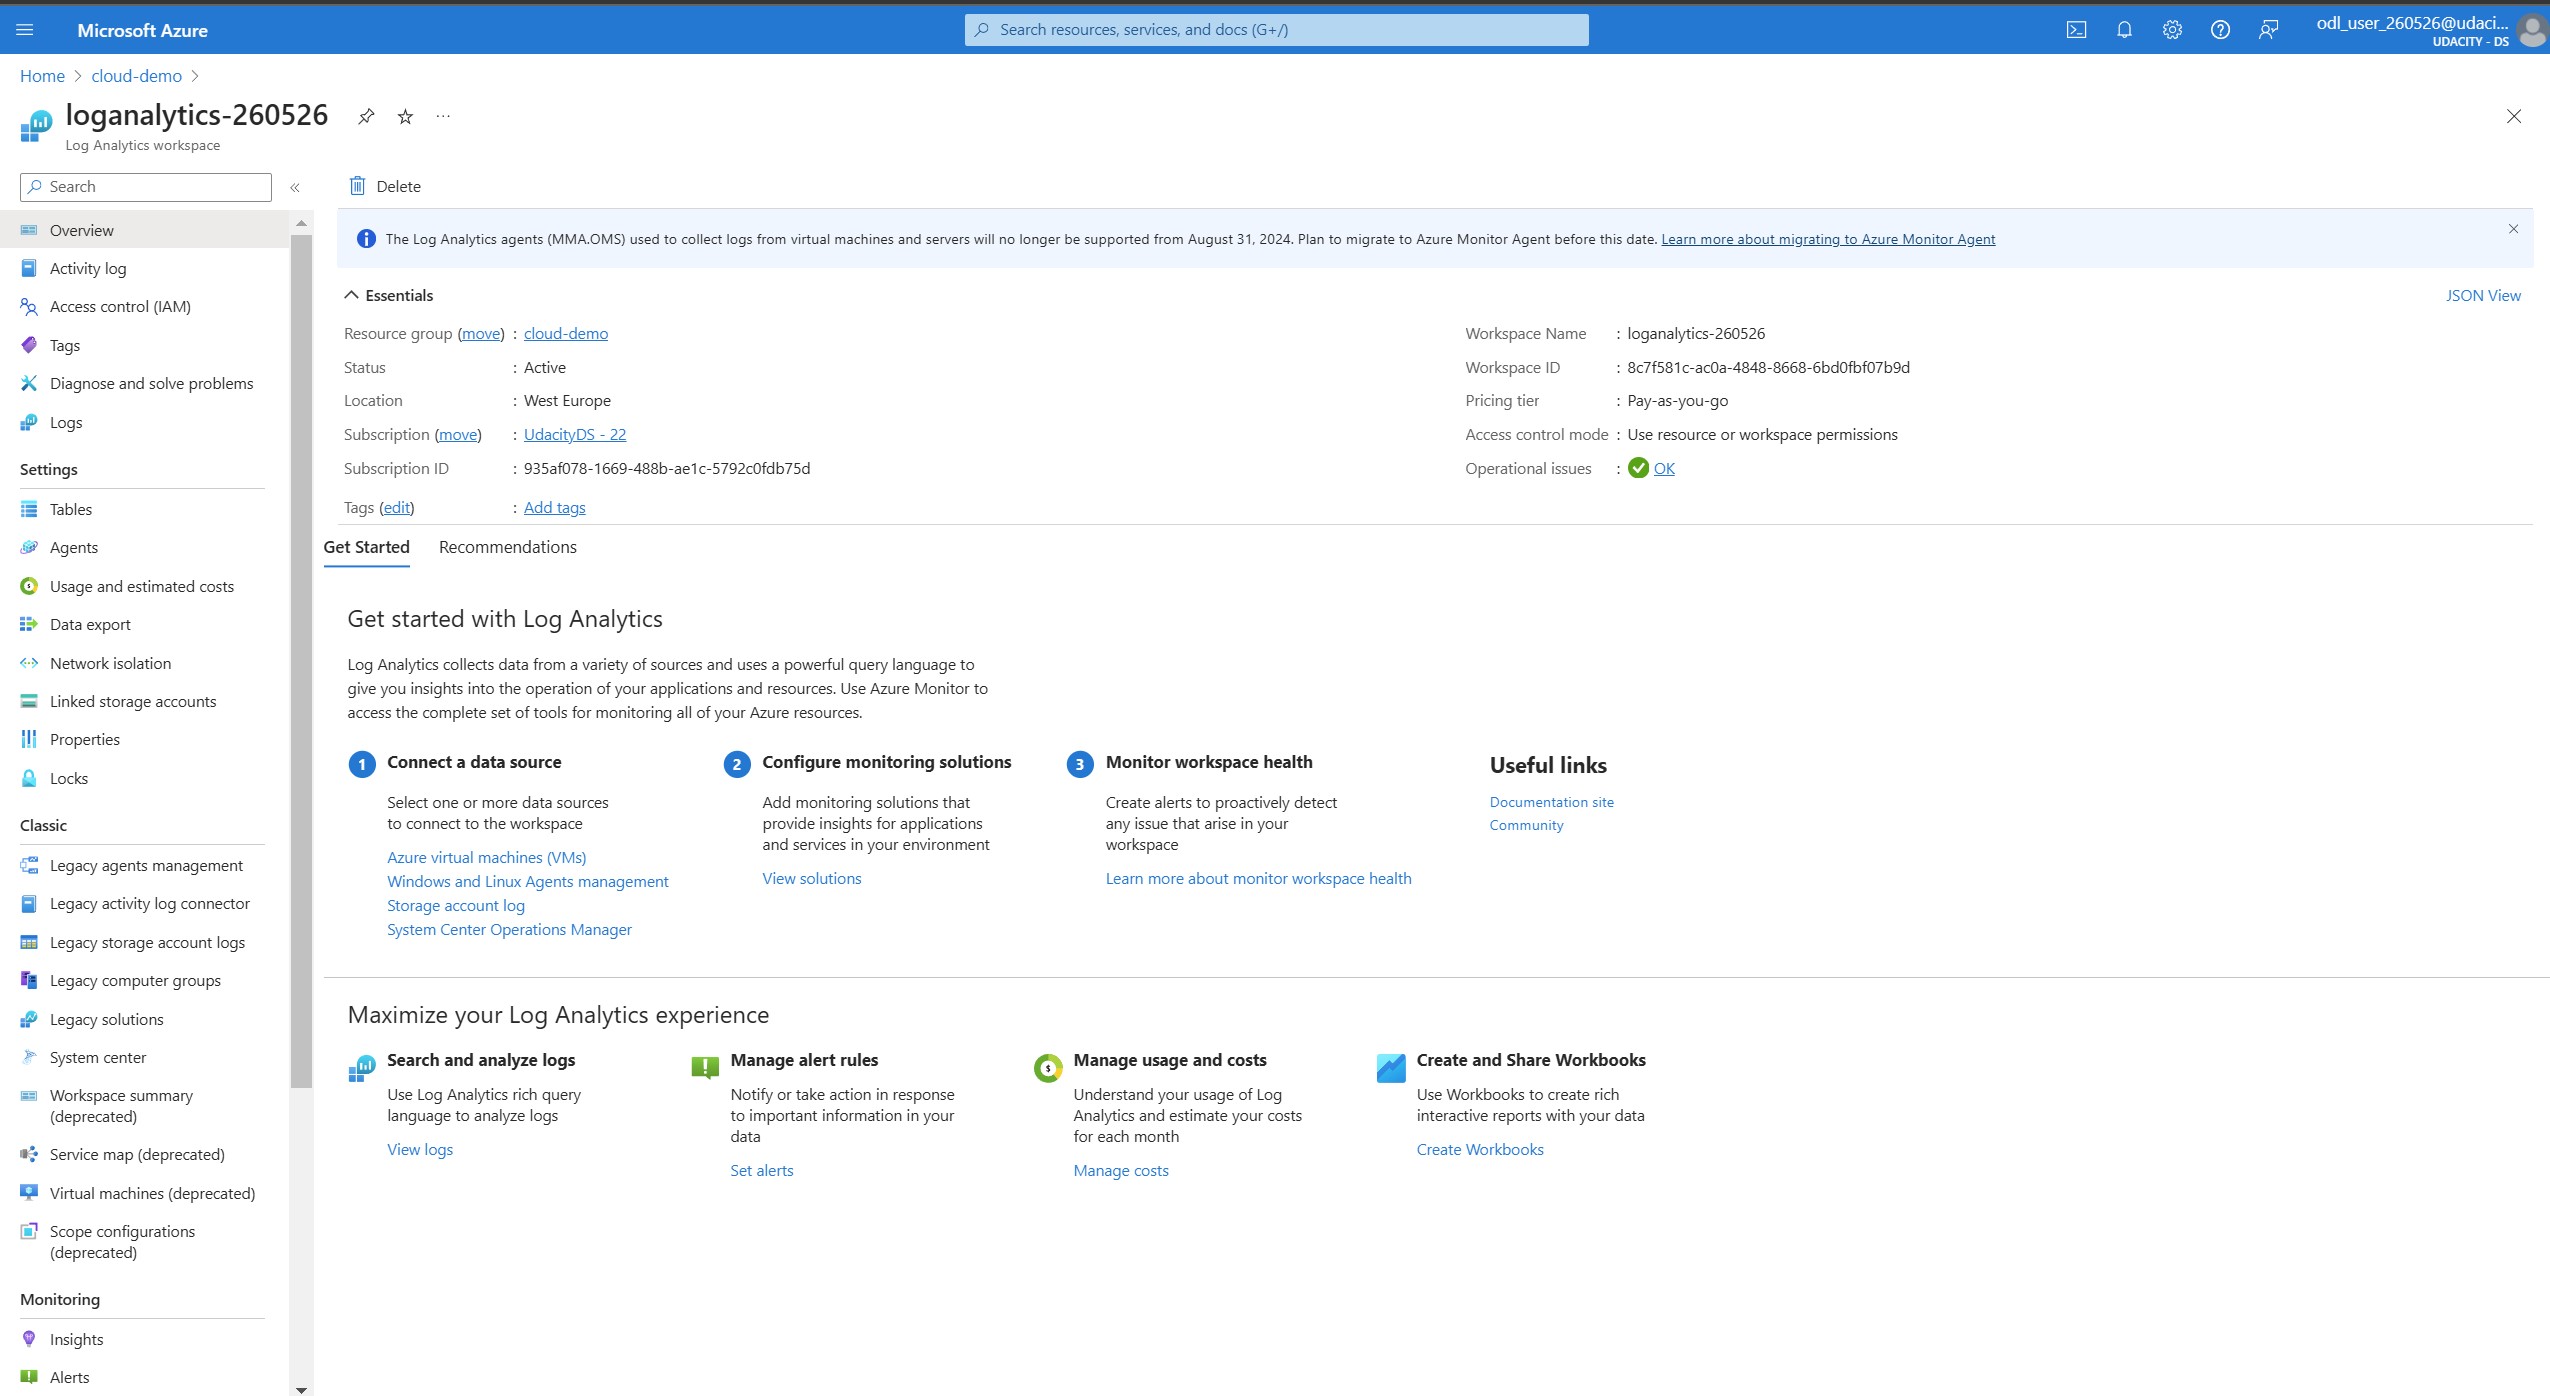 Microsoft Azure
Search resources, services, and docs (G+/)
odl_user_260526@udaci...
UDACITY - DS
Home > cloud-demo >
loganalytics-260526 ...
Log Analytics workspace
Search «
Overview
Activity log
Access control (IAM)
Tags
Diagnose and solve problems
Logs
Settings
Tables
Agents
Usage and estimated costs
Data export
Network isolation
Linked storage accounts
Properties
Locks
Classic
Legacy agents management
Legacy activity log connector
Legacy storage account logs
Legacy computer groups
Legacy solutions
System center
Workspace summary
(deprecated)
Service map (deprecated)
Virtual machines (deprecated)
Scope configurations
(deprecated)
Monitoring
Insights
Alerts
Delete
The Log Analytics agents (MMA.OMS) used to collect logs from virtual machines and servers will no longer be supported from August 31, 2024. Plan to migrate to Azure Monitor Agent before this date. Learn more about migrating to Azure Monitor Agent
Essentials
JSON View
Resource group (move) : cloud-demo
Status : Active
Location : West Europe
Subscription (move) : UdacityDS - 22
Subscription ID : 935af078-1669-488b-ae1c-5792c0fdb75d
Tags (edit) : Add tags
Workspace Name : loganalytics-260526
Workspace ID : 8c7f581c-ac0a-4848-8668-6bd0fbf07b9d
Pricing tier : Pay-as-you-go
Access control mode : Use resource or workspace permissions
Operational issues : OK
Get Started Recommendations
Get started with Log Analytics
Log Analytics collects data from a variety of sources and uses a powerful query language to
give you insights into the operation of your applications and resources. Use Azure Monitor to
access the complete set of tools for monitoring all of your Azure resources.
1 Connect a data source
Select one or more data sources
to connect to the workspace
Azure virtual machines (VMs)
Windows and Linux Agents management
Storage account log
System Center Operations Manager
2 Configure monitoring solutions
Add monitoring solutions that
provide insights for applications
and services in your environment
View solutions
3 Monitor workspace health
Create alerts to proactively detect
any issue that arise in your
workspace
Learn more about monitor workspace health
Useful links
Documentation site
Community
Maximize your Log Analytics experience
Search and analyze logs
Use Log Analytics rich query
language to analyze logs
View logs
Manage alert rules
Notify or take action in response
to important information in your
data
Set alerts
Manage usage and costs
Understand your usage of Log
Analytics and estimate your costs
for each month
Manage costs
Create and Share Workbooks
Use Workbooks to create rich
interactive reports with your data
Create Workbooks